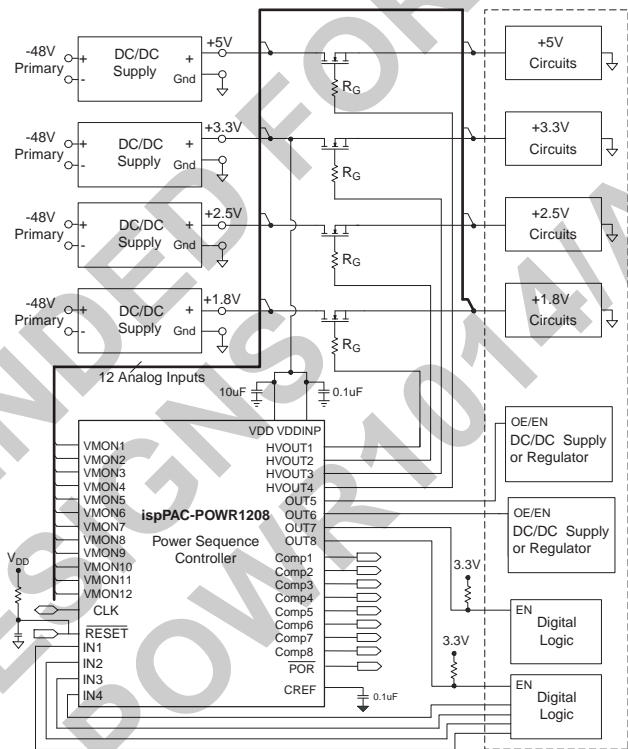 -48V
Primary
+
-
DC/DC
Supply
+
Gnd
+5V
RG
+5V
Circuits
-48V
Primary
+
-
DC/DC
Supply
+
Gnd
+3.3V
RG
+3.3V
Circuits
-48V
Primary
+
-
DC/DC
Supply
+
Gnd
+2.5V
RG
+2.5V
Circuits
-48V
Primary
+
-
DC/DC
Supply
+
Gnd
+1.8V
RG
+1.8V
Circuits
12 Analog Inputs
10uF
0.1uF
VDD VDDINP
VMON1
VMON2
VMON3
VMON4
VMON5
VMON6
VMON7
VMON8
VMON9
VMON10
VMON11
VMON12
CLK
RESET
IN1
IN2
IN3
IN4
VDD
ispPAC-POWR1208
Power Sequence
Controller
HVOUT1
HVOUT2
HVOUT3
HVOUT4
OUT5
OUT6
OUT7
OUT8
Comp1
Comp2
Comp3
Comp4
Comp5
Comp6
Comp7
Comp8
POR
CREF
0.1uF
OE/EN
DC/DC Supply
or Regulator
OE/EN
DC/DC Supply
or Regulator
3.3V
EN
Digital
Logic
3.3V
EN
Digital
Logic